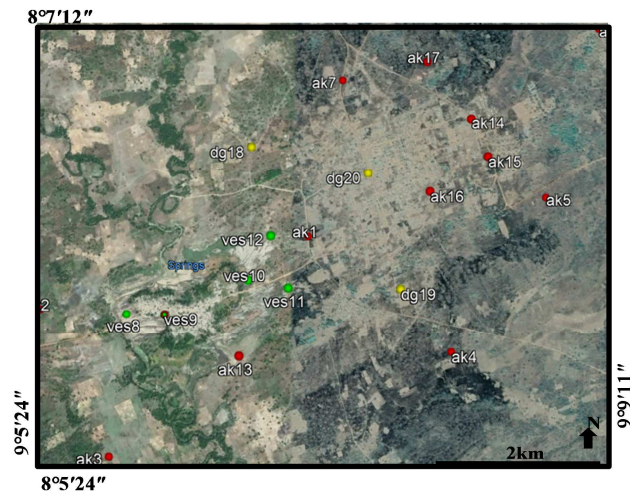 8°7′12″
a
ak17
ak7
ak14
dg18
ak15
dg20
ak16
ak5
ves12
ak1
Springs
ves10
ves11
dg19
2
ves8
ves9
ak4
ak13
9°5′24″
9°9′11″
N
2km
ak3
8°5′24″